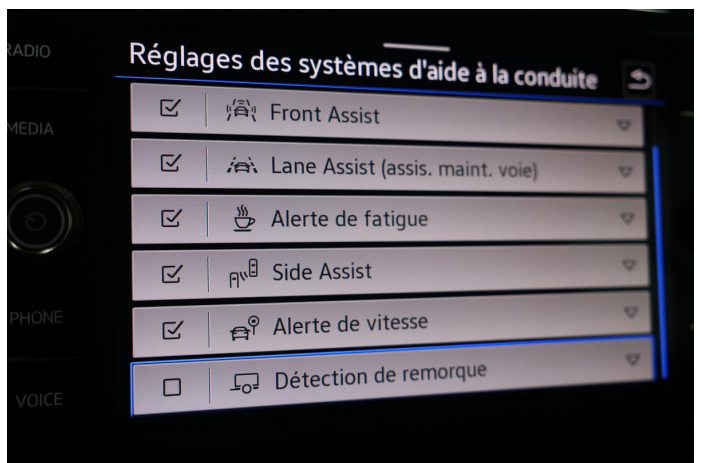 RADIO
Réglages des systèmes d'aide à la conduite
MEDIA
Front Assist
Lane Assist (assis. maint. voie)
Alerte de fatigue
Side Assist
PHONE
Alerte de vitesse
VOICE
Détection de remorque